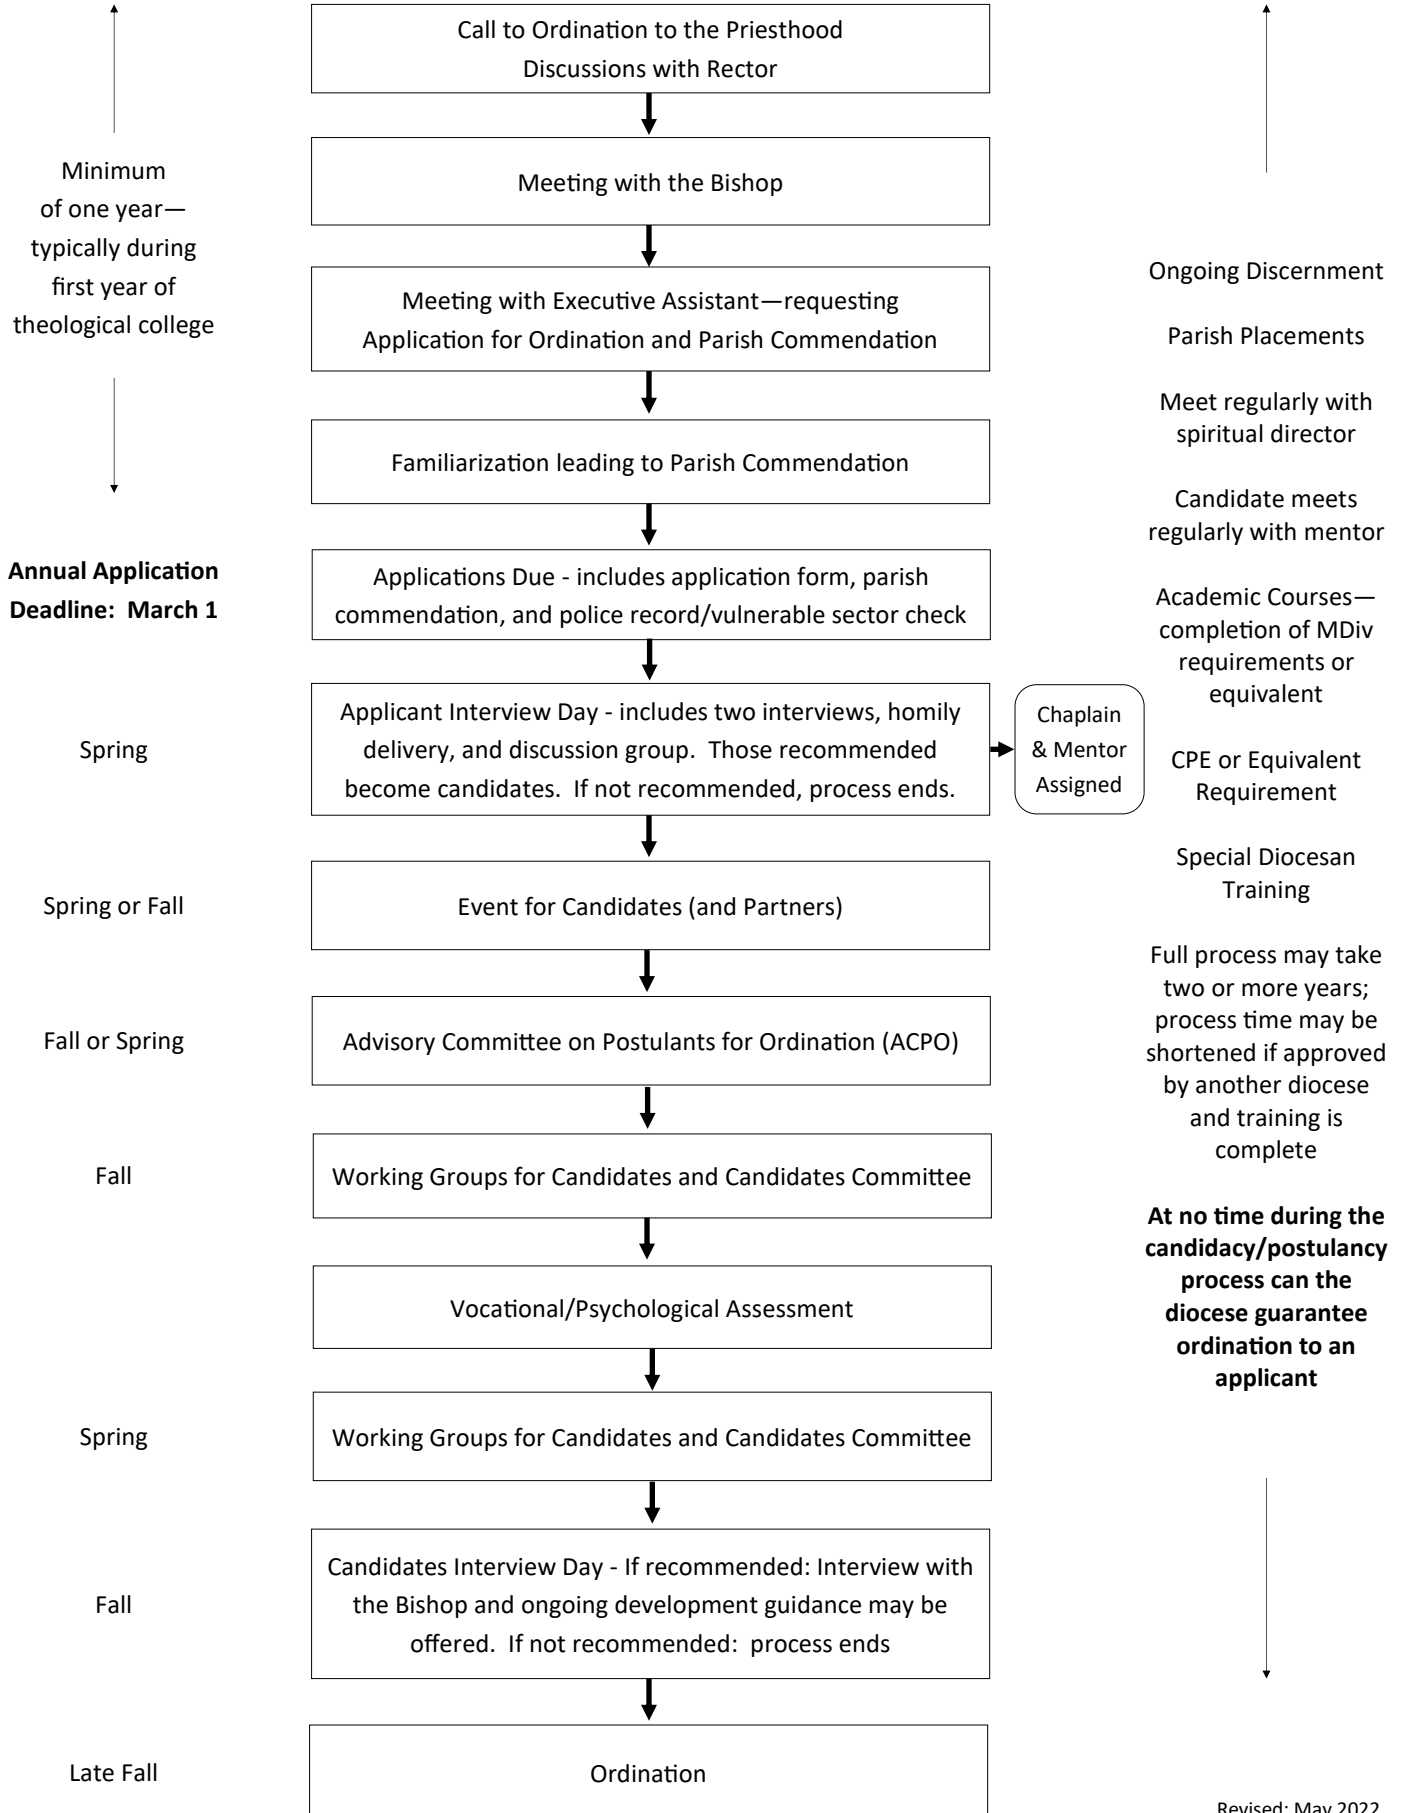 Call to Ordination to the Priesthood
Discussions with Rector
Meeting with the Bishop
Minimum
of one year—
typically during
first year of
theological college
Meeting with Executive Assistant—requesting
Application for Ordination and Parish Commendation
Familiarization leading to Parish Commendation
Annual Application
Deadline:  March 1
Applications Due - includes application form, parish
commendation, and police record/vulnerable sector check
Spring
Applicant Interview Day - includes two interviews, homily
delivery, and discussion group.  Those recommended
become candidates.  If not recommended, process ends.
Chaplain
& Mentor
Assigned
Spring or Fall
Event for Candidates (and Partners)
Fall or Spring
Advisory Committee on Postulants for Ordination (ACPO)
Fall
Working Groups for Candidates and Candidates Committee
Vocational/Psychological Assessment
Spring
Working Groups for Candidates and Candidates Committee
Fall
Candidates Interview Day - If recommended: Interview with
the Bishop and ongoing development guidance may be
offered.  If not recommended:  process ends
Late Fall
Ordination
Ongoing Discernment
Parish Placements
Meet regularly with
spiritual director
Candidate meets
regularly with mentor
Academic Courses—
completion of MDiv
requirements or
equivalent
CPE or Equivalent
Requirement
Special Diocesan
Training
Full process may take
two or more years;
process time may be
shortened if approved
by another diocese
and training is
complete
At no time during the
candidacy/postulancy
process can the
diocese guarantee
ordination to an
applicant
Revised: May 2022